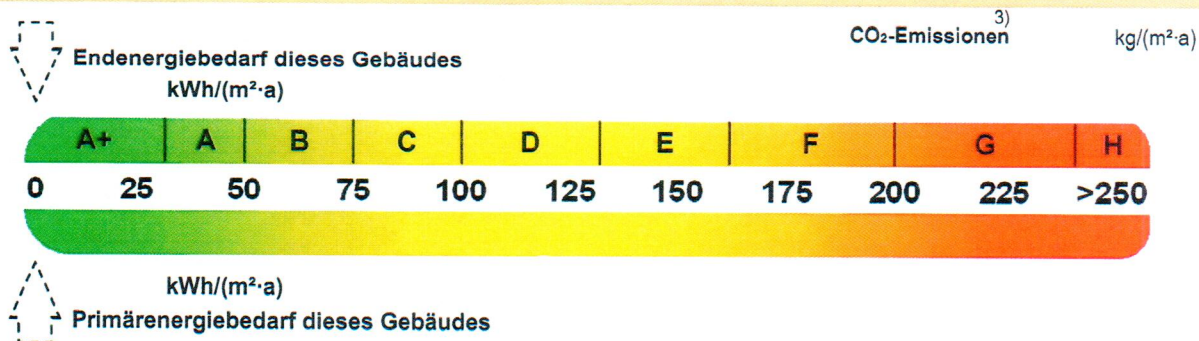 CO₂-Emissionen 3) kg/(m²·a)
Endenergiebedarf dieses Gebäudes
kWh/(m²·a)
A+ A B C D E F G H
0 25 50 75 100 125 150 175 200 225 >250
kWh/(m²·a)
Primärenergiebedarf dieses Gebäudes